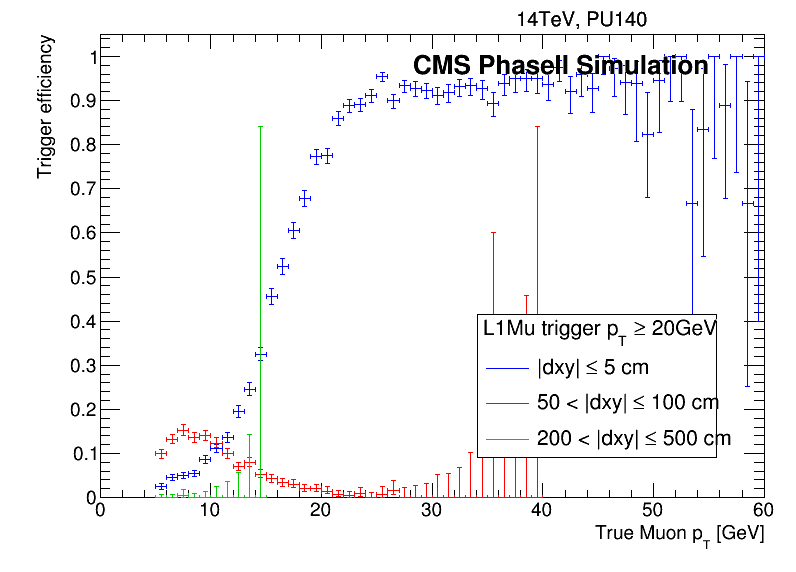 14TeV, PU140
CMS PhaseII Simulation
Trigger efficiency
1
0.9
0.8
0.7
0.6
0.5
0.4
0.3
0.2
0.1
0
L1Mu trigger p_T ≥ 20GeV
|dxy| ≤ 5 cm
50 < |dxy| ≤ 100 cm
200 < |dxy| ≤ 500 cm
0 10 20 30 40 50 60
True Muon p_T [GeV]